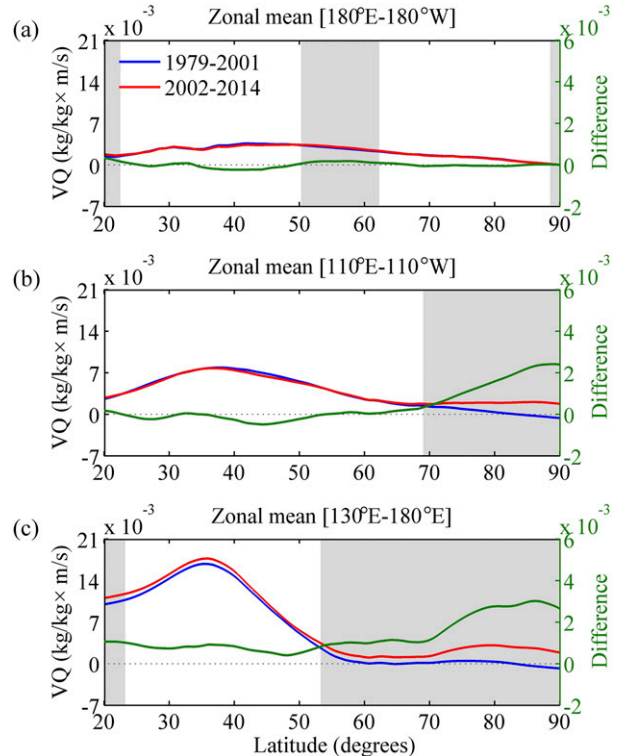 (a) Zonal mean [180°E-180°W]
x 10 -3
x 10 -3
21 6
14 4
7 2
0 0
-7 -2
VQ (kg/kg× m/s)
Difference
1979-2001
2002-2014
20 30 40 50 60 70 80 90
(b) Zonal mean [110°E-110°W]
x 10 -3
x 10 -3
21 6
14 4
7 2
0 0
-7 -2
VQ (kg/kg× m/s)
Difference
20 30 40 50 60 70 80 90
(c) Zonal mean [130°E-180°E]
x 10 -3
x 10 -3
21 6
14 4
7 2
0 0
-7 -2
VQ (kg/kg× m/s)
Difference
20 30 40 50 60 70 80 90
Latitude (degrees)